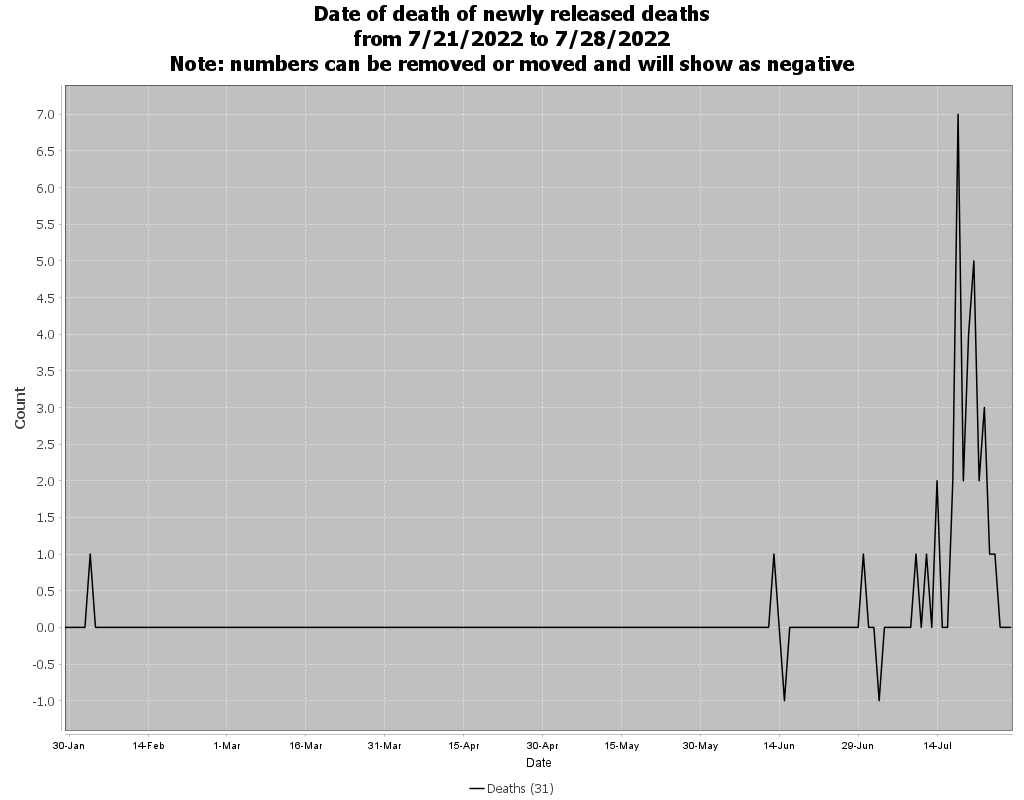 Date of death of newly released deaths
from 7/21/2022 to 7/28/2022
Note: numbers can be removed or moved and will show as negative
7.0
6.5
6.0
5.5
5.0
4.5
4.0
3.5
3.0
2.5
2.0
1.5
1.0
0.5
0.0
-0.5
-1.0
Count
30-Jan 14-Feb 1-Mar 16-Mar 31-Mar 15-Apr 30-Apr 15-May 30-May 14-Jun 29-Jun 14-Jul
Date
Deaths (31)